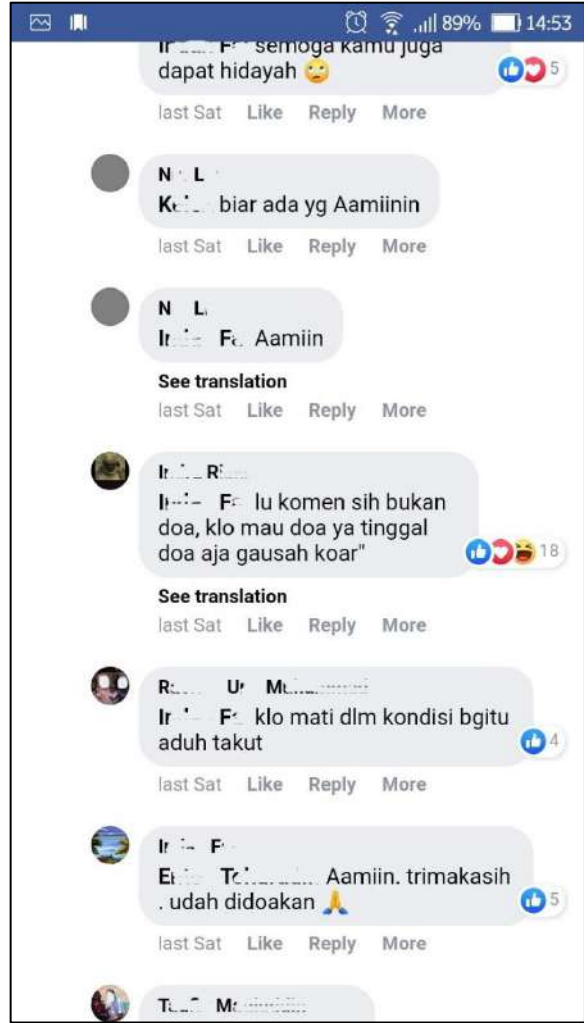 89% 14:53
semoga kamu juga
dapat hidayah 🙄
5
last Sat Like Reply More
N L
biar ada yg Aamiinin
last Sat Like Reply More
N L
Aamiin
See translation
last Sat Like Reply More
lu komen sih bukan
doa, klo mau doa ya tinggal
doa aja gausah koar"
18
See translation
last Sat Like Reply More
klo mati dlm kondisi bgitu
aduh takut
4
last Sat Like Reply More
Aamiin. trimakasih
. udah didoakan 🙏
5
last Sat Like Reply More